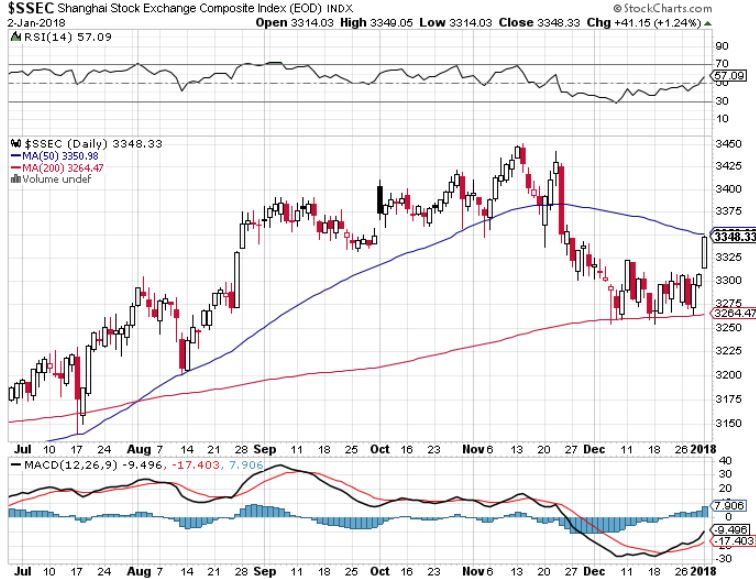 $SSEC Shanghai Stock Exchange Composite Index (EOD) INDX © StockCharts.com
2-Jan-2018 Open 3314.03 High 3349.05 Low 3314.03 Close 3348.33 Chg +41.15 (+1.24%)
RSI(14) 57.09
90
70
57.09
50
30
10
$SSEC (Daily) 3348.33
MA(50) 3350.98
MA(200) 3264.47
Volume undef
3450
3425
3400
3375
3348.33
3325
3300
3275
3264.47
3250
3225
3200
3175
3150
Jul 10 17 24 Aug 7 14 21 28 Sep 11 18 25 Oct 16 23 Nov 6 13 20 27 Dec 11 18 26 2018
MACD(12,26,9) -9.496, -17.403, 7.906
40
30
20
10
7.906
0
-9.496
-17.403
-30
Jul 10 17 24 Aug 7 14 21 28 Sep 11 18 25 Oct 16 23 Nov 6 13 20 27 Dec 11 18 26 2018